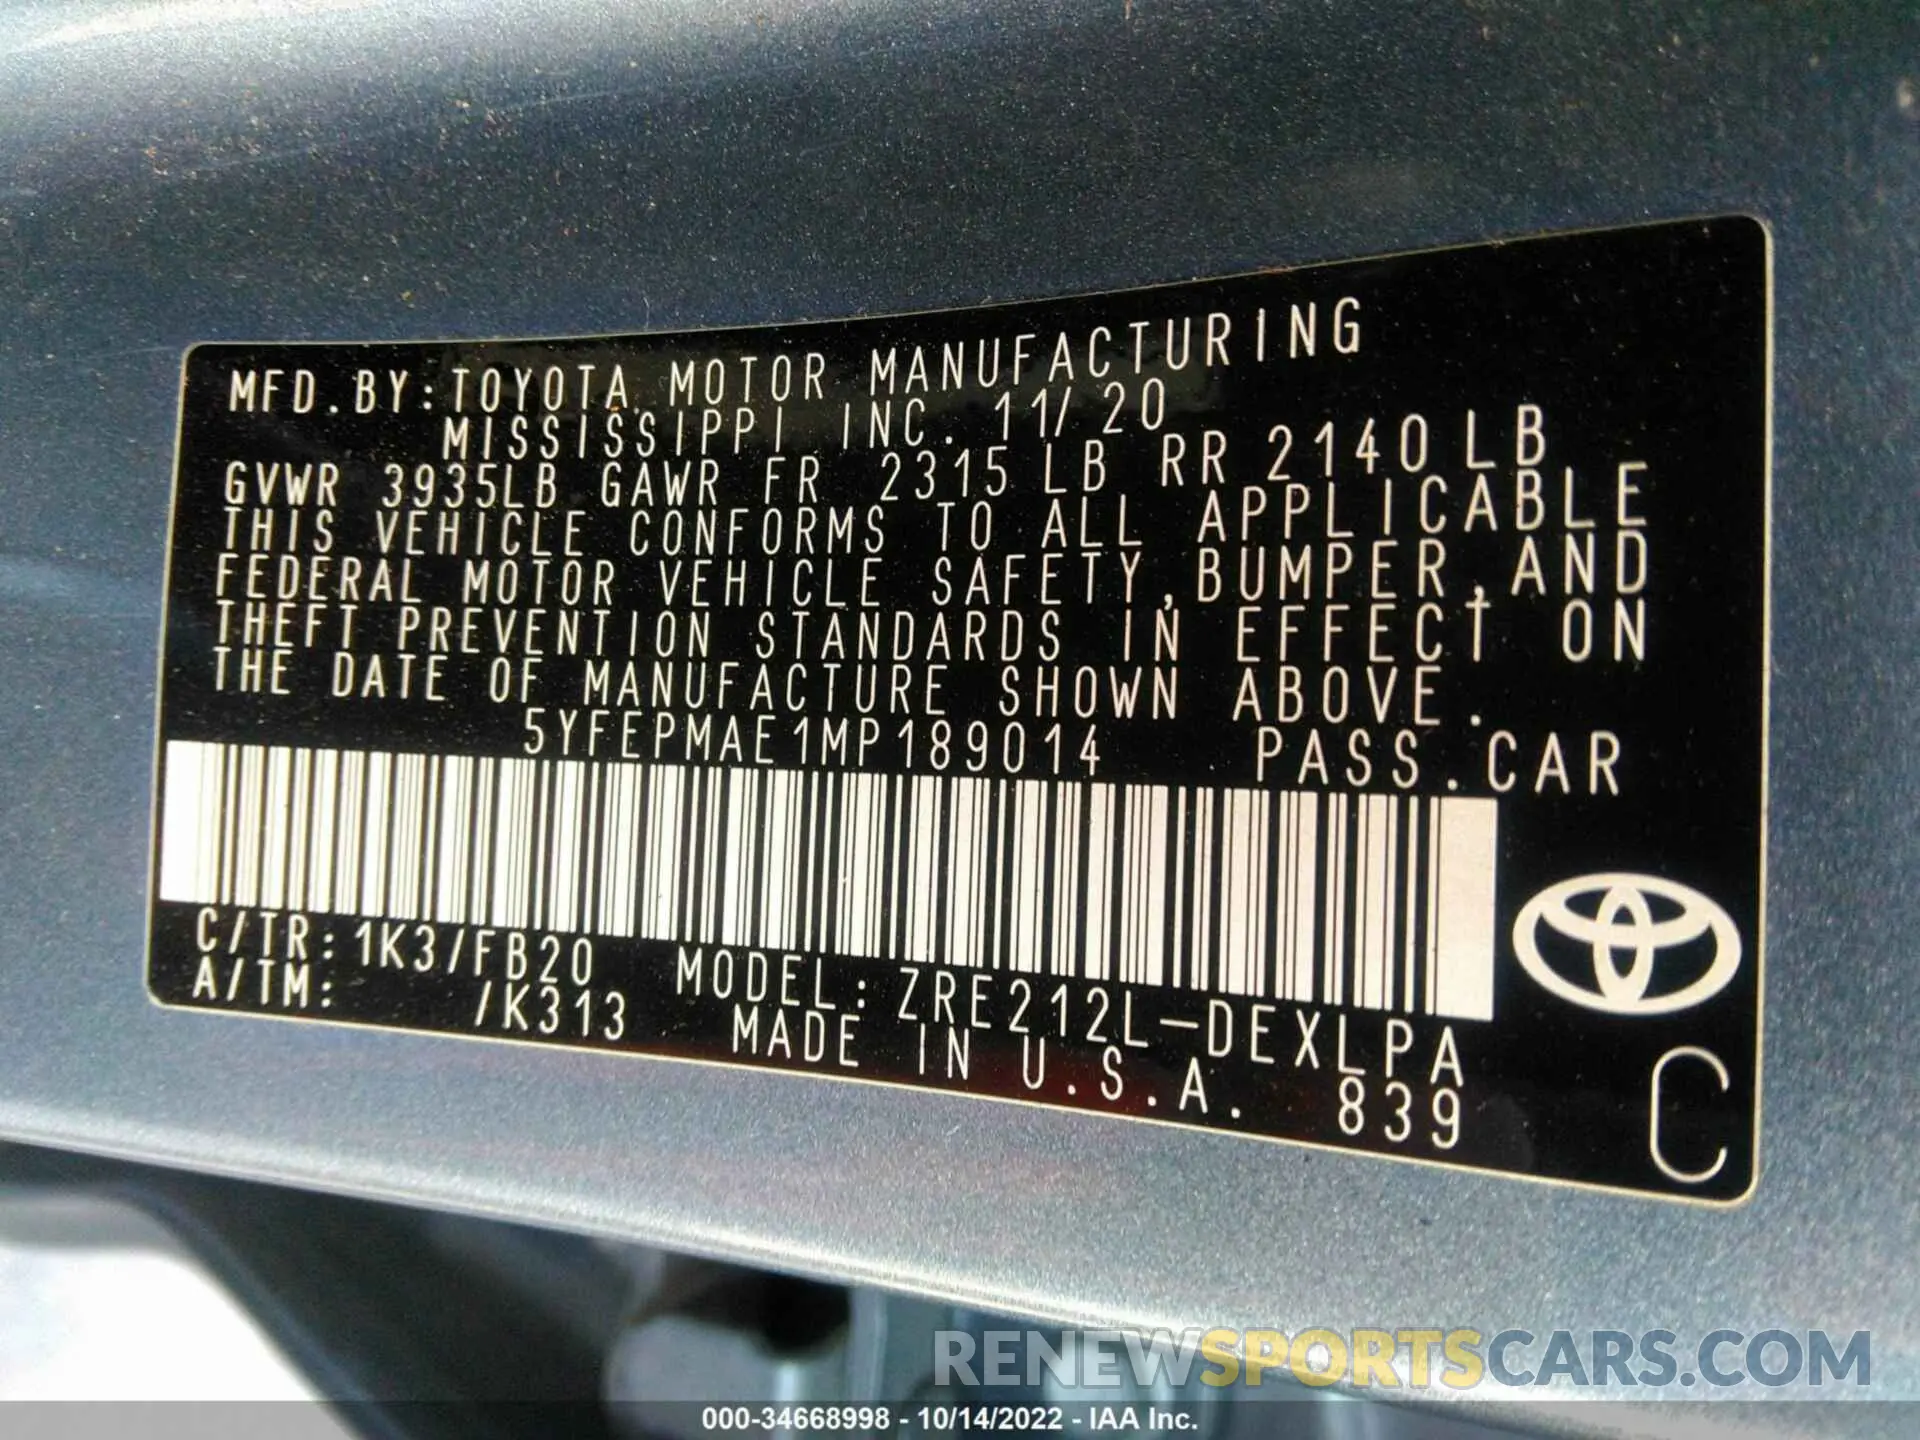 MFD.BY:TOYOTA MOTOR MANUFACTURING
MISSISSIPPI INC. 11/20
GVWR 3935LB GAWR FR 2315LB RR 2140LB
THIS VEHICLE CONFORMS TO ALL APPLICABLE
FEDERAL MOTOR VEHICLE SAFETY,BUMPER,AND
THEFT PREVENTION STANDARDS IN EFFECT ON
THE DATE OF MANUFACTURE SHOWN ABOVE.
5YFEPMAE1MP189014 PASS.CAR
C/TR:1K3/FB20 MODEL:ZRE212L-DEXLPA
A/TM: /K313 MADE IN U.S.A. 839
C
RENEWSPORTSCARS.COM
000-34668998 - 10/14/2022 - IAA Inc.